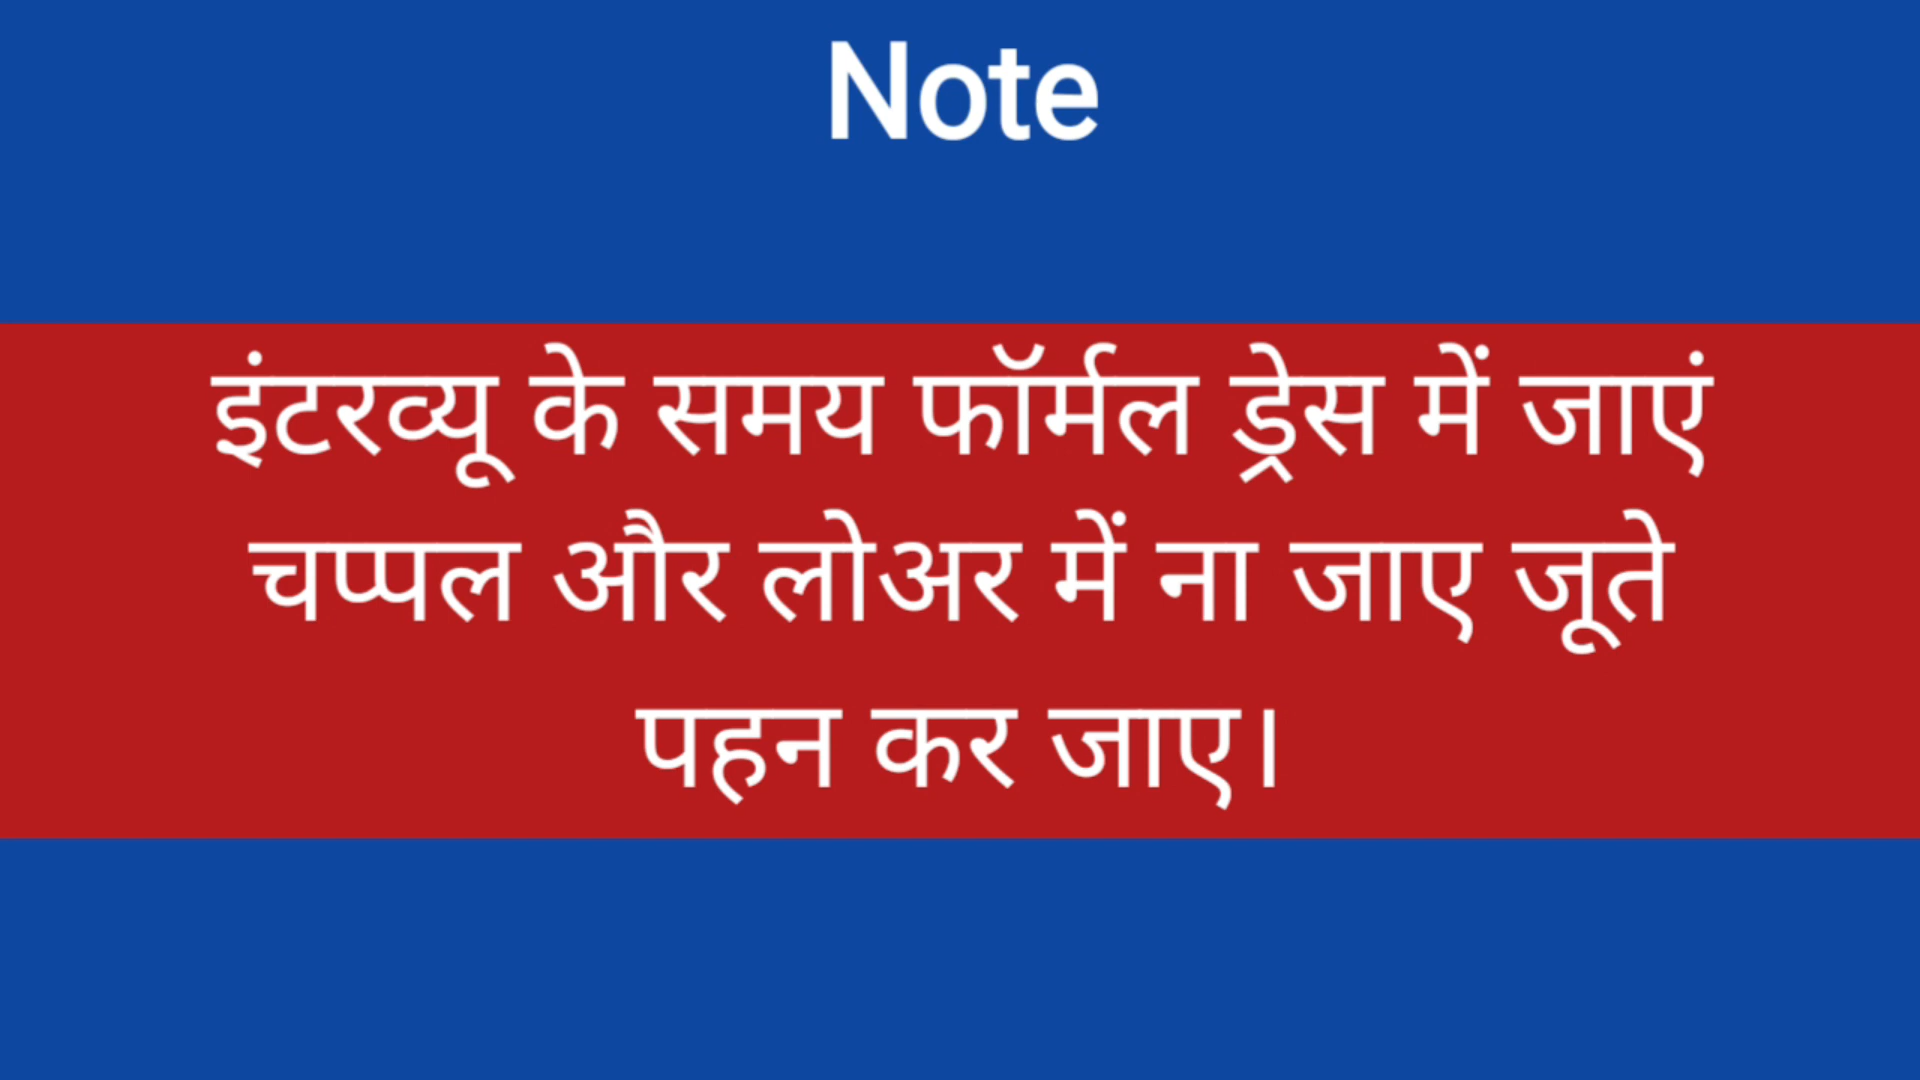 Note
इंटरव्यू के समय फॉर्मल ड्रेस में जाएं
चप्पल और लोअर में ना जाए जूते
पहन कर जाए।